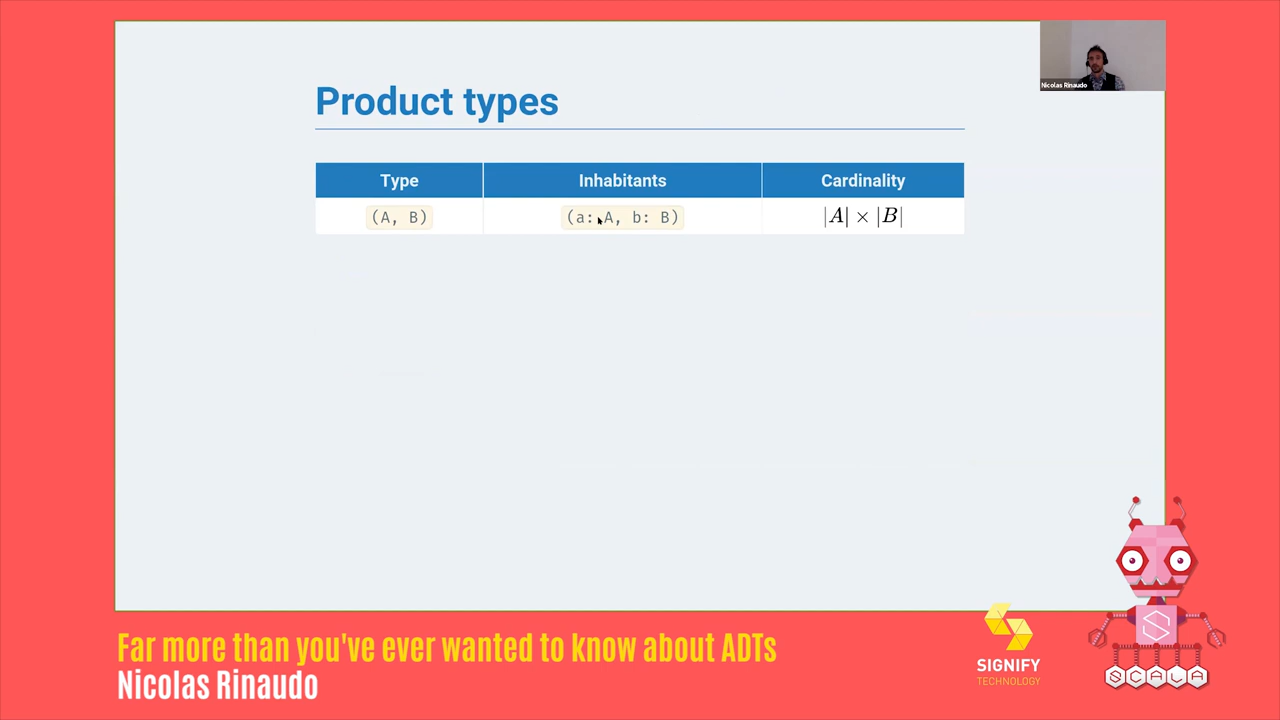 Nicolas Rinaudo
Product types
Type Inhabitants Cardinality
(A, B) (a: A, b: B) |A| × |B|
Far more than you've ever wanted to know about ADTs
Nicolas Rinaudo
SIGNIFY
TECHNOLOGY
S
SCALA